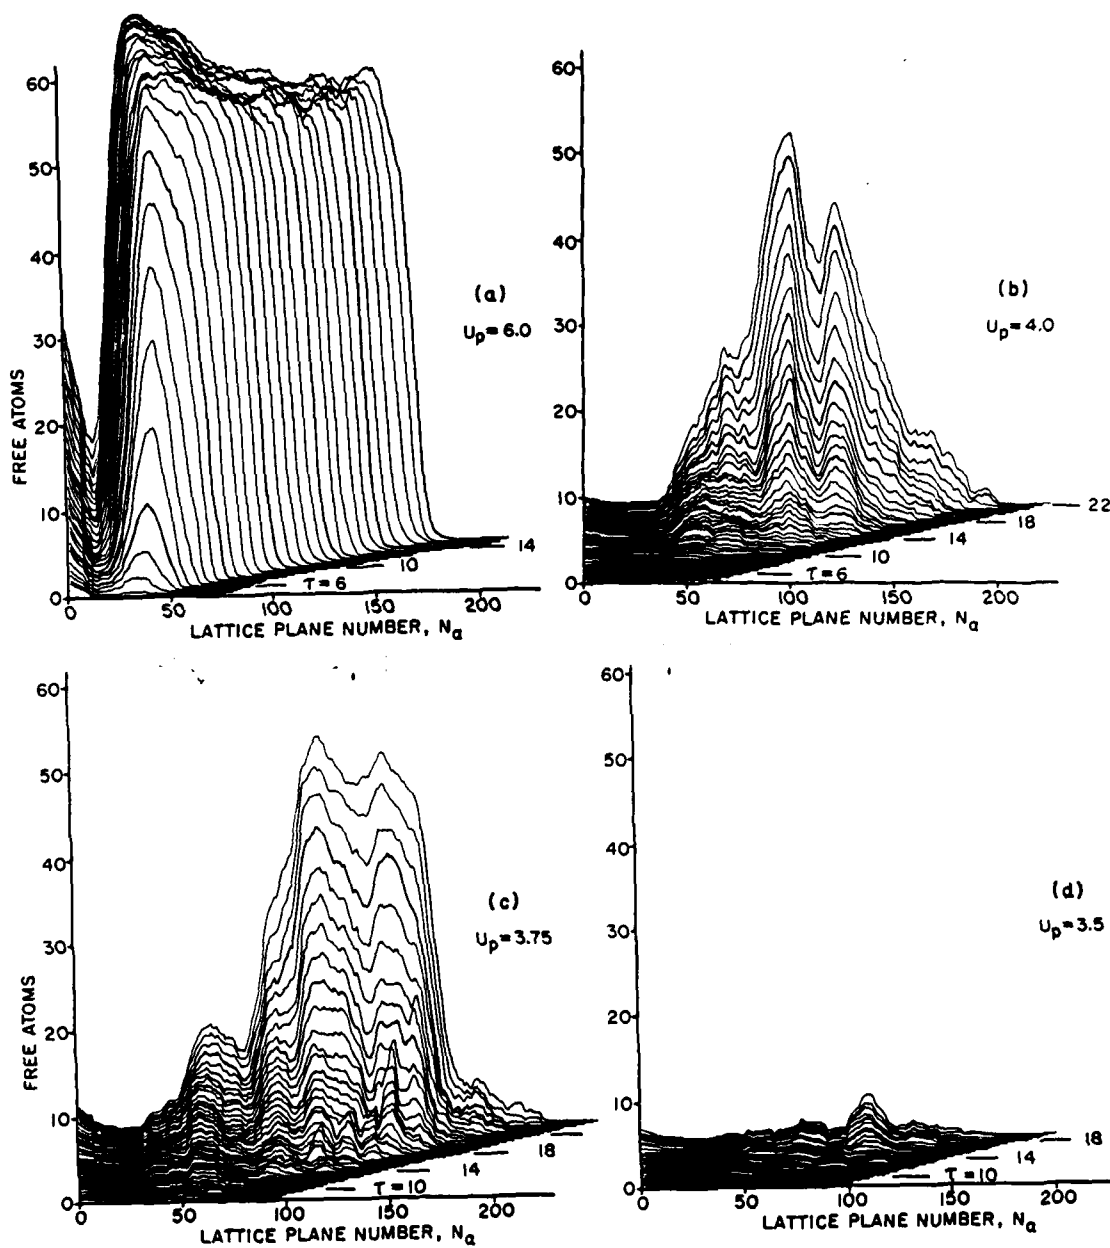 60
50
40
30
20
10
0
FREE ATOMS
(a)
Up=6.0
14
10
τ=6
0 50 100 150 200
LATTICE PLANE NUMBER, Nα
60
50
40
30
20
10
0
(b)
Up=4.0
22
18
14
10
τ=6
0 50 100 150 200
LATTICE PLANE NUMBER, Nα
60
50
40
30
20
10
0
FREE ATOMS
(c)
Up=3.75
18
14
τ=10
0 50 100 150 200
LATTICE PLANE NUMBER, Nα
60
50
40
30
20
10
0
(d)
Up=3.5
18
14
τ=10
0 50 100 150 200
LATTICE PLANE NUMBER, Nα